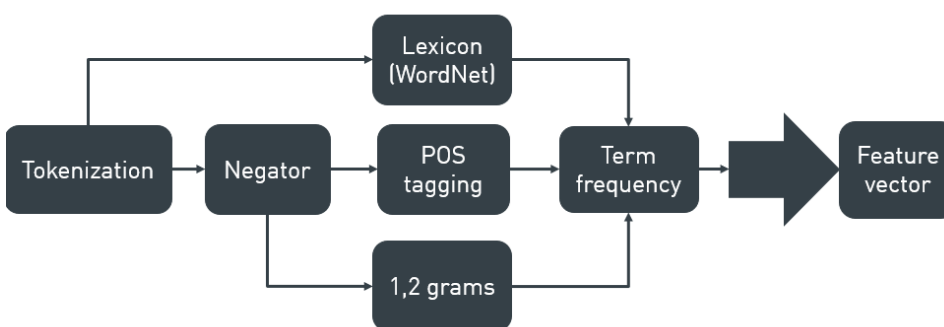 Lexicon
(WordNet)
Tokenization
Negator
POS
tagging
Term
frequency
Feature
vector
1,2 grams